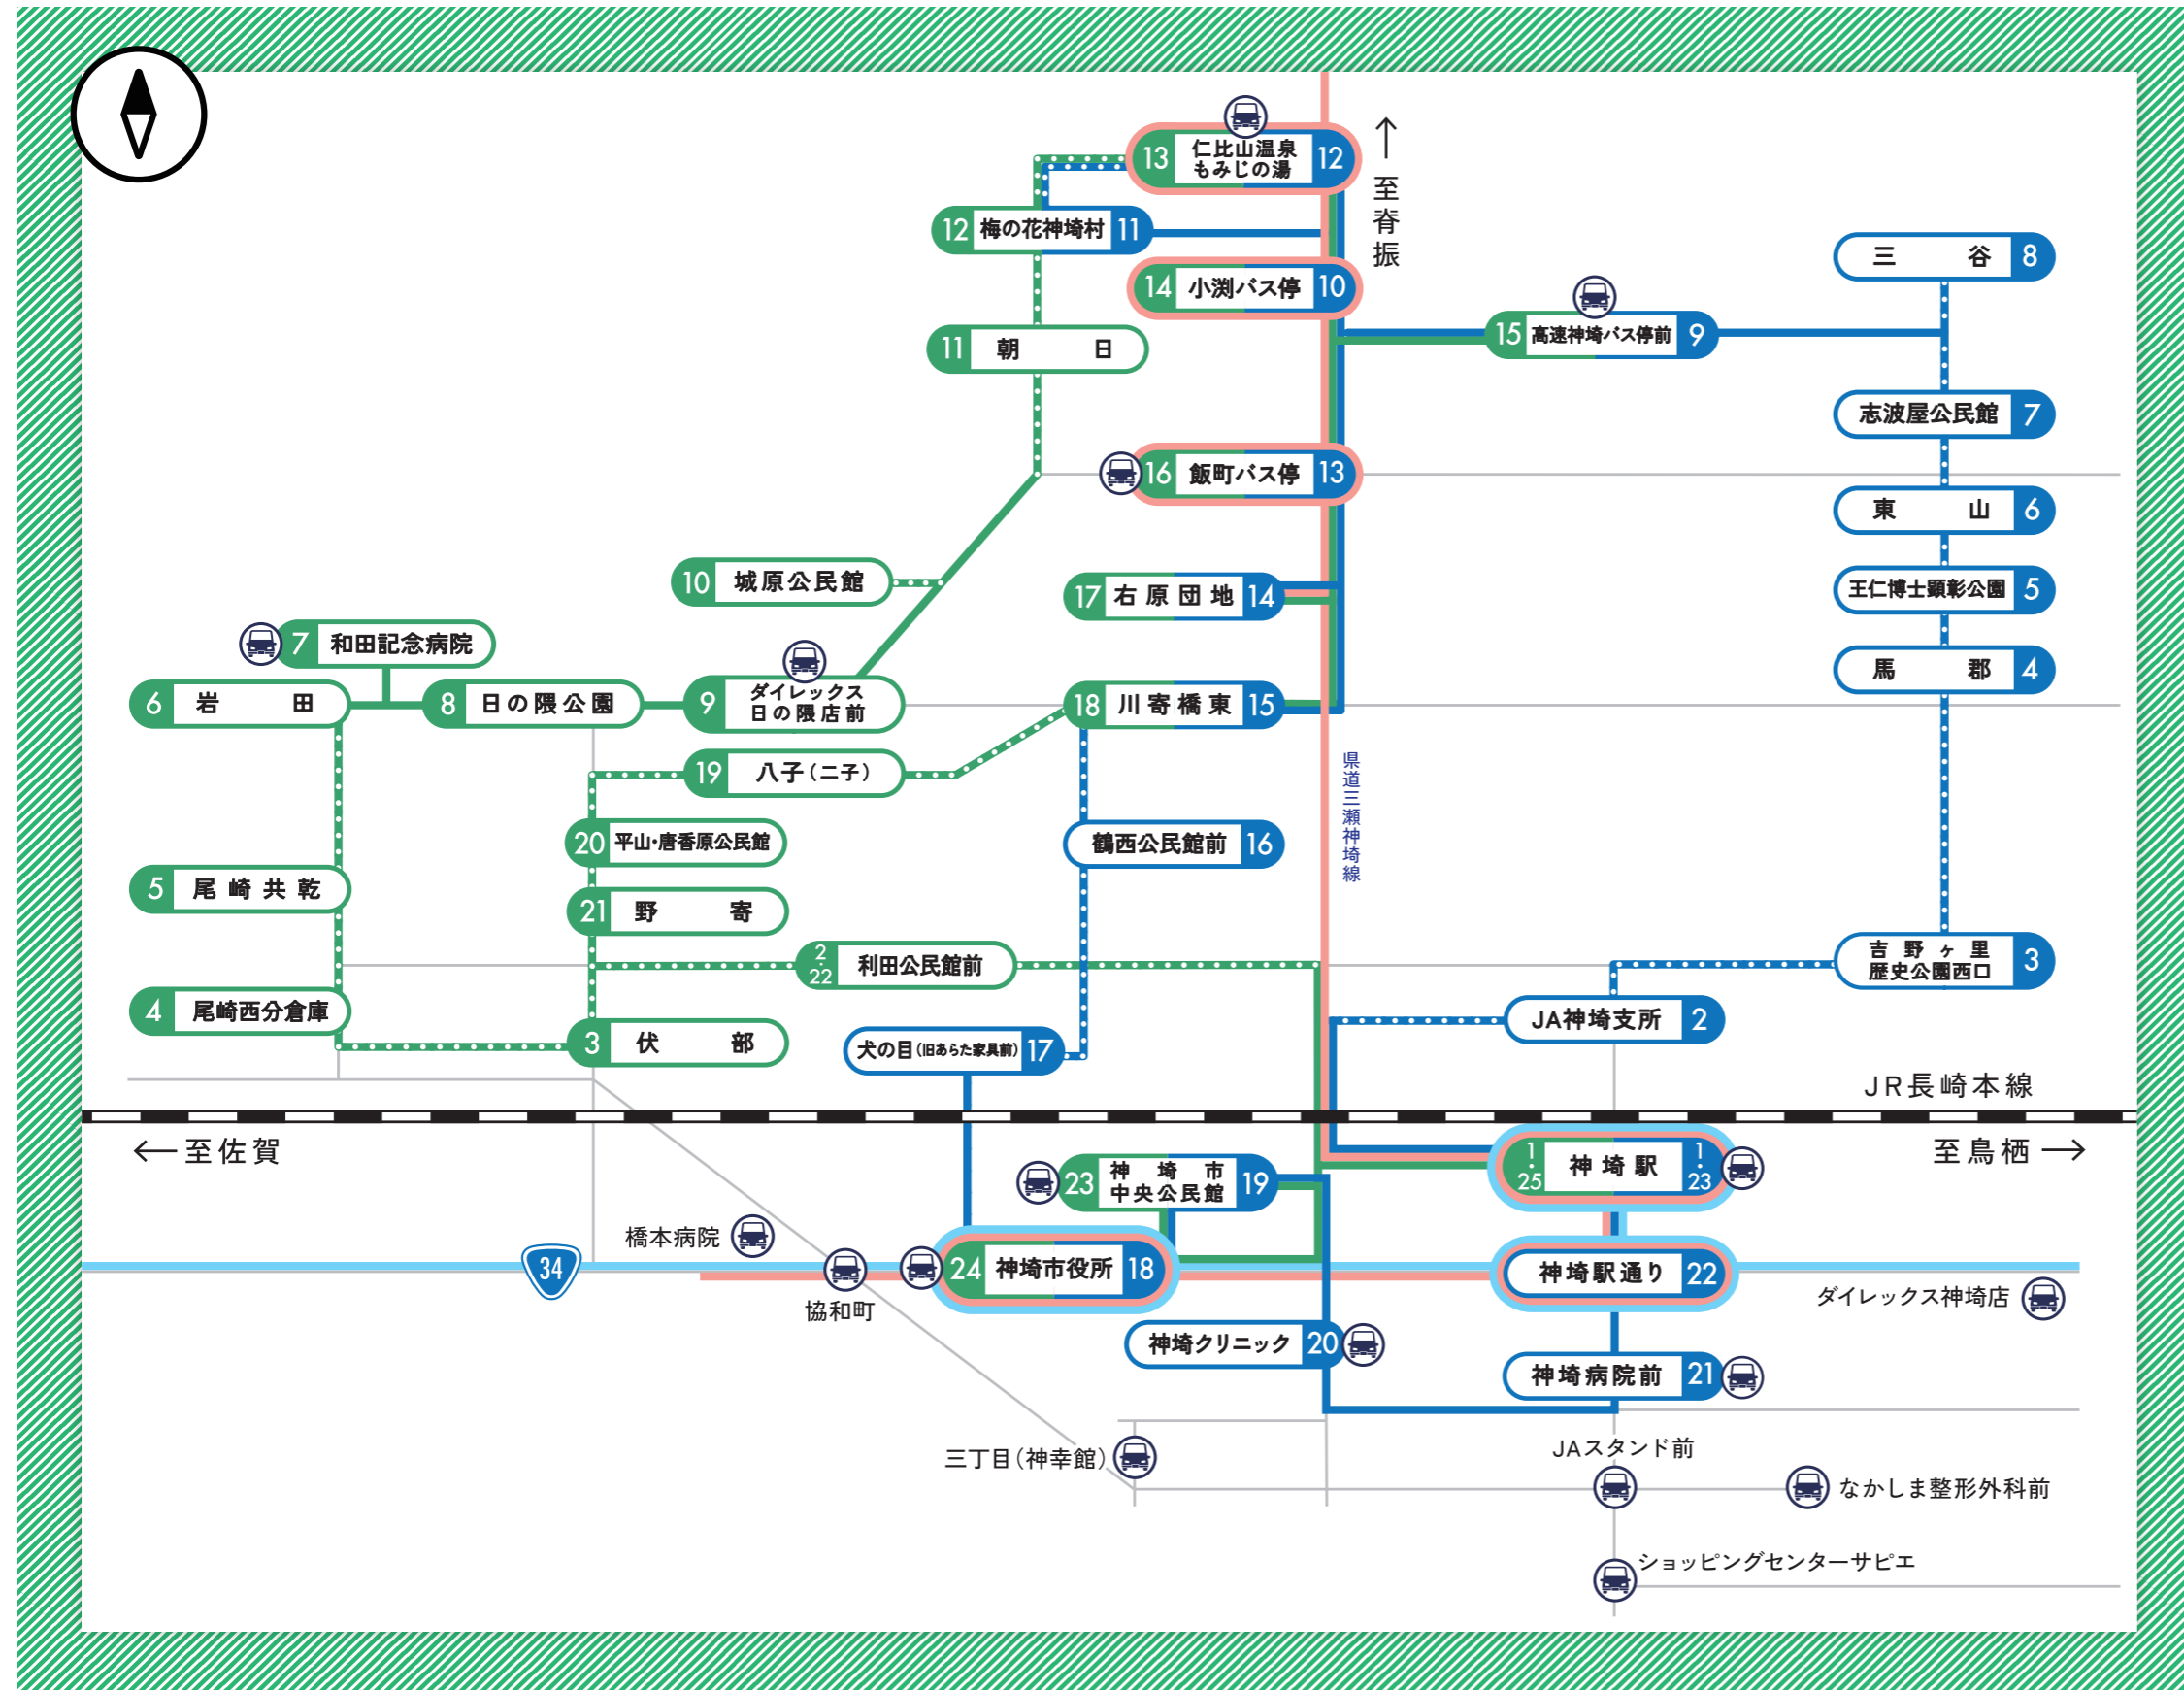 13 仁比山温泉 12
もみじの湯
至脊振
12 梅の花神埼村 11
三谷 8
14 小渕バス停 10
15 高速神埼バス停前 9
11 朝日
志波屋公民館 7
16 飯町バス停 13
東山 6
10 城原公民館
17 右原団地 14
王仁博士顕彰公園 5
7 和田記念病院
馬郡 4
6 岩田
8 日の隈公園
9 ダイレックス
日の隈店前
18 川寄橋東 15
19 八子(二子)
県道三瀬神埼線
20 平山・唐香原公民館
鶴西公民館前 16
5 尾崎共乾
21 野寄
2・22 利田公民館前
吉野ヶ里
歴史公園西口 3
4 尾崎西分倉庫
JA神埼支所 2
3 伏部
犬の目(旧あらた家具前) 17
JR長崎本線
←至佐賀
至鳥栖→
1・25 神埼駅 1・23
23 神埼市 19
中央公民館
橋本病院
34
24 神埼市役所 18
神埼駅通り 22
協和町
ダイレックス神埼店
神埼クリニック 20
神埼病院前 21
三丁目(神幸館)
JAスタンド前
なかしま整形外科前
ショッピングセンターサピエ